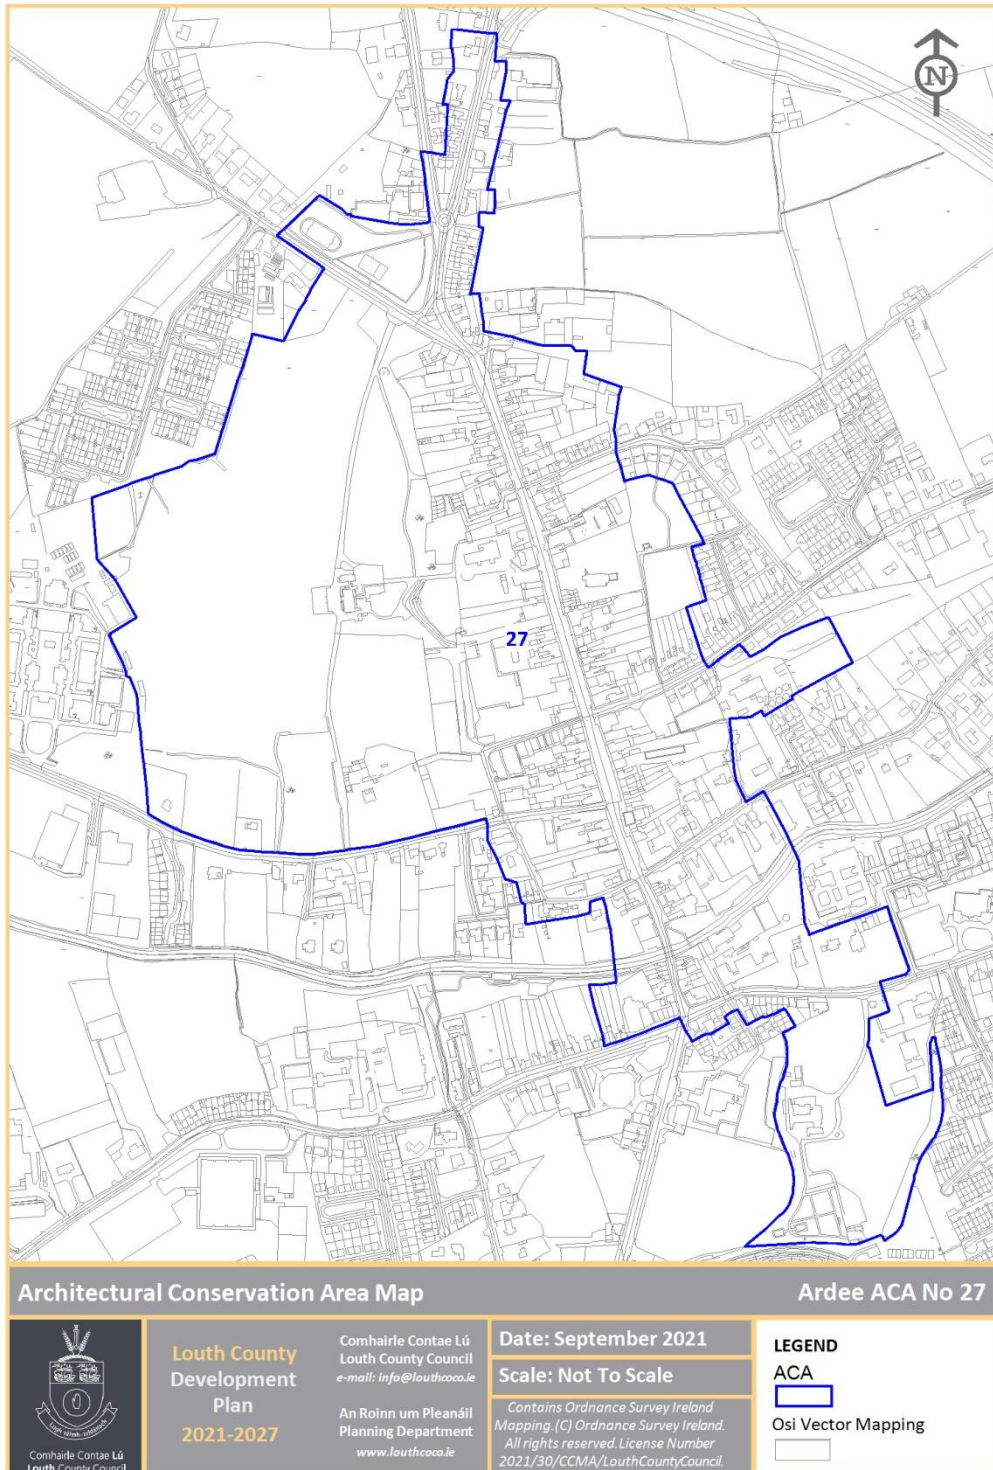 N
27
Architectural Conservation Area Map
Ardee ACA No 27
Comhairle Contae Lú
Louth County Council
Louth County
Development
Plan
2021-2027
Comhairle Contae Lú
Louth County Council
e-mail: info@louthcoco.ie
An Roinn um Pleanáil
Planning Department
www.louthcoco.ie
Date: September 2021
Scale: Not To Scale
Contains Ordnance Survey Ireland
Mapping.(C) Ordnance Survey Ireland.
All rights reserved.License Number
2021/30/CCMA/LouthCountyCouncil.
LEGEND
ACA
Osi Vector Mapping